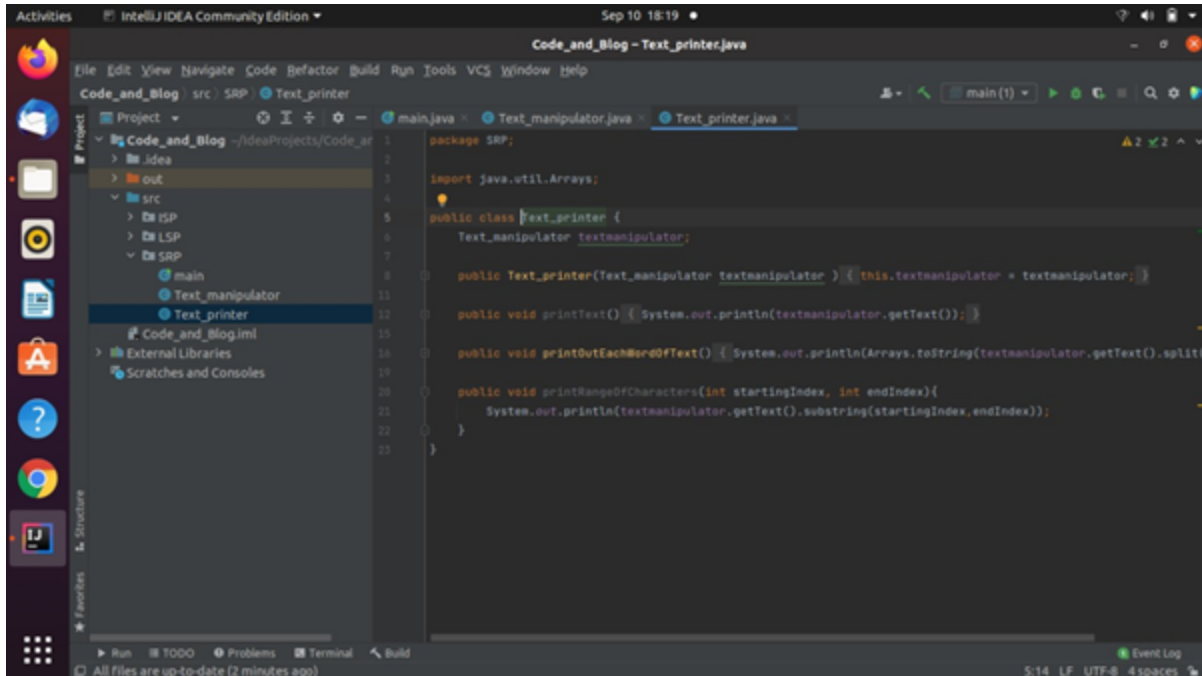 Activities IntelliJ IDEA Community Edition Sep 10 18:19
Code_and_Blog – Text_printer.java
File Edit View Navigate Code Refactor Build Run Tools VCS Window Help
Code_and_Blog src SRP Text_printer main (1)
Project main.java Text_manipulator.java Text_printer.java
Project
Code_and_Blog ~/IdeaProjects/Code_ar
.idea
out
src
ISP
LSP
SRP
main
Text_manipulator
Text_printer
Code_and_Blog.iml
External Libraries
Scratches and Consoles
Structure
Favorites
2 2
1 package SRP;
2
3 import java.util.Arrays;
4
5 public class Text_printer {
6 Text_manipulator textmanipulator;
7
8 public Text_printer(Text_manipulator textmanipulator ) { this.textmanipulator = textmanipulator; }
11
12 public void printText() { System.out.println(textmanipulator.getText()); }
15
16 public void printOutEachWordOfText() { System.out.println(Arrays.toString(textmanipulator.getText().split(
19
20 public void printRangeOfCharacters(int startingIndex, int endIndex){
21 System.out.println(textmanipulator.getText().substring(startingIndex,endIndex));
22 }
23 }
Run TODO Problems Terminal Build Event Log
All files are up-to-date (2 minutes ago) 5:14 LF UTF-8 4 spaces